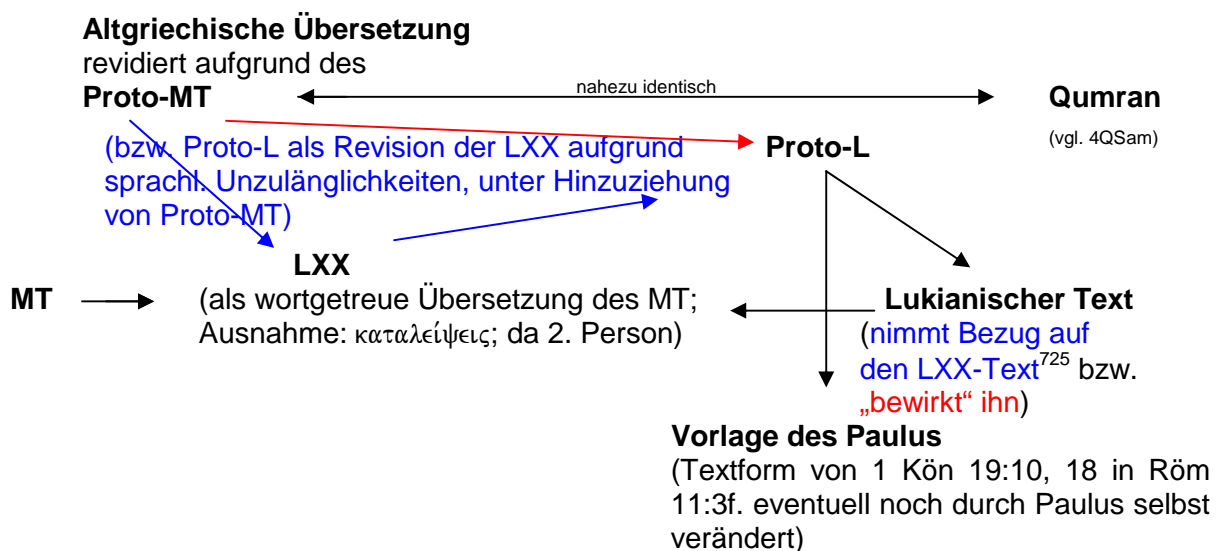 Altgriechische Übersetzung
revidiert aufgrund des
Proto-MT
nahezu identisch
Qumran
(vgl. 4QSam)
(bzw. Proto-L als Revision der LXX aufgrund
sprachl. Unzulänglichkeiten, unter Hinzuziehung
von Proto-MT)
Proto-L
LXX
MT
(als wortgetreue Übersetzung des MT;
Ausnahme: καταλείψεις; da 2. Person)
Lukianischer Text
(nimmt Bezug auf
den LXX-Text725 bzw.
„bewirkt“ ihn)
Vorlage des Paulus
(Textform von 1 Kön 19:10, 18 in Röm
11:3f. eventuell noch durch Paulus selbst
verändert)